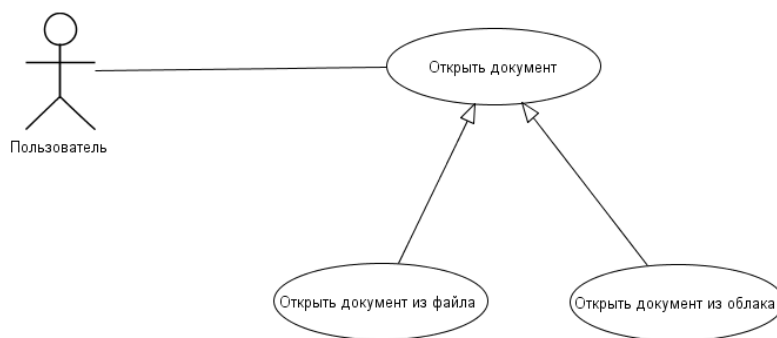 Открыть документ
Пользователь
Открыть документ из файла
Открыть документ из облака